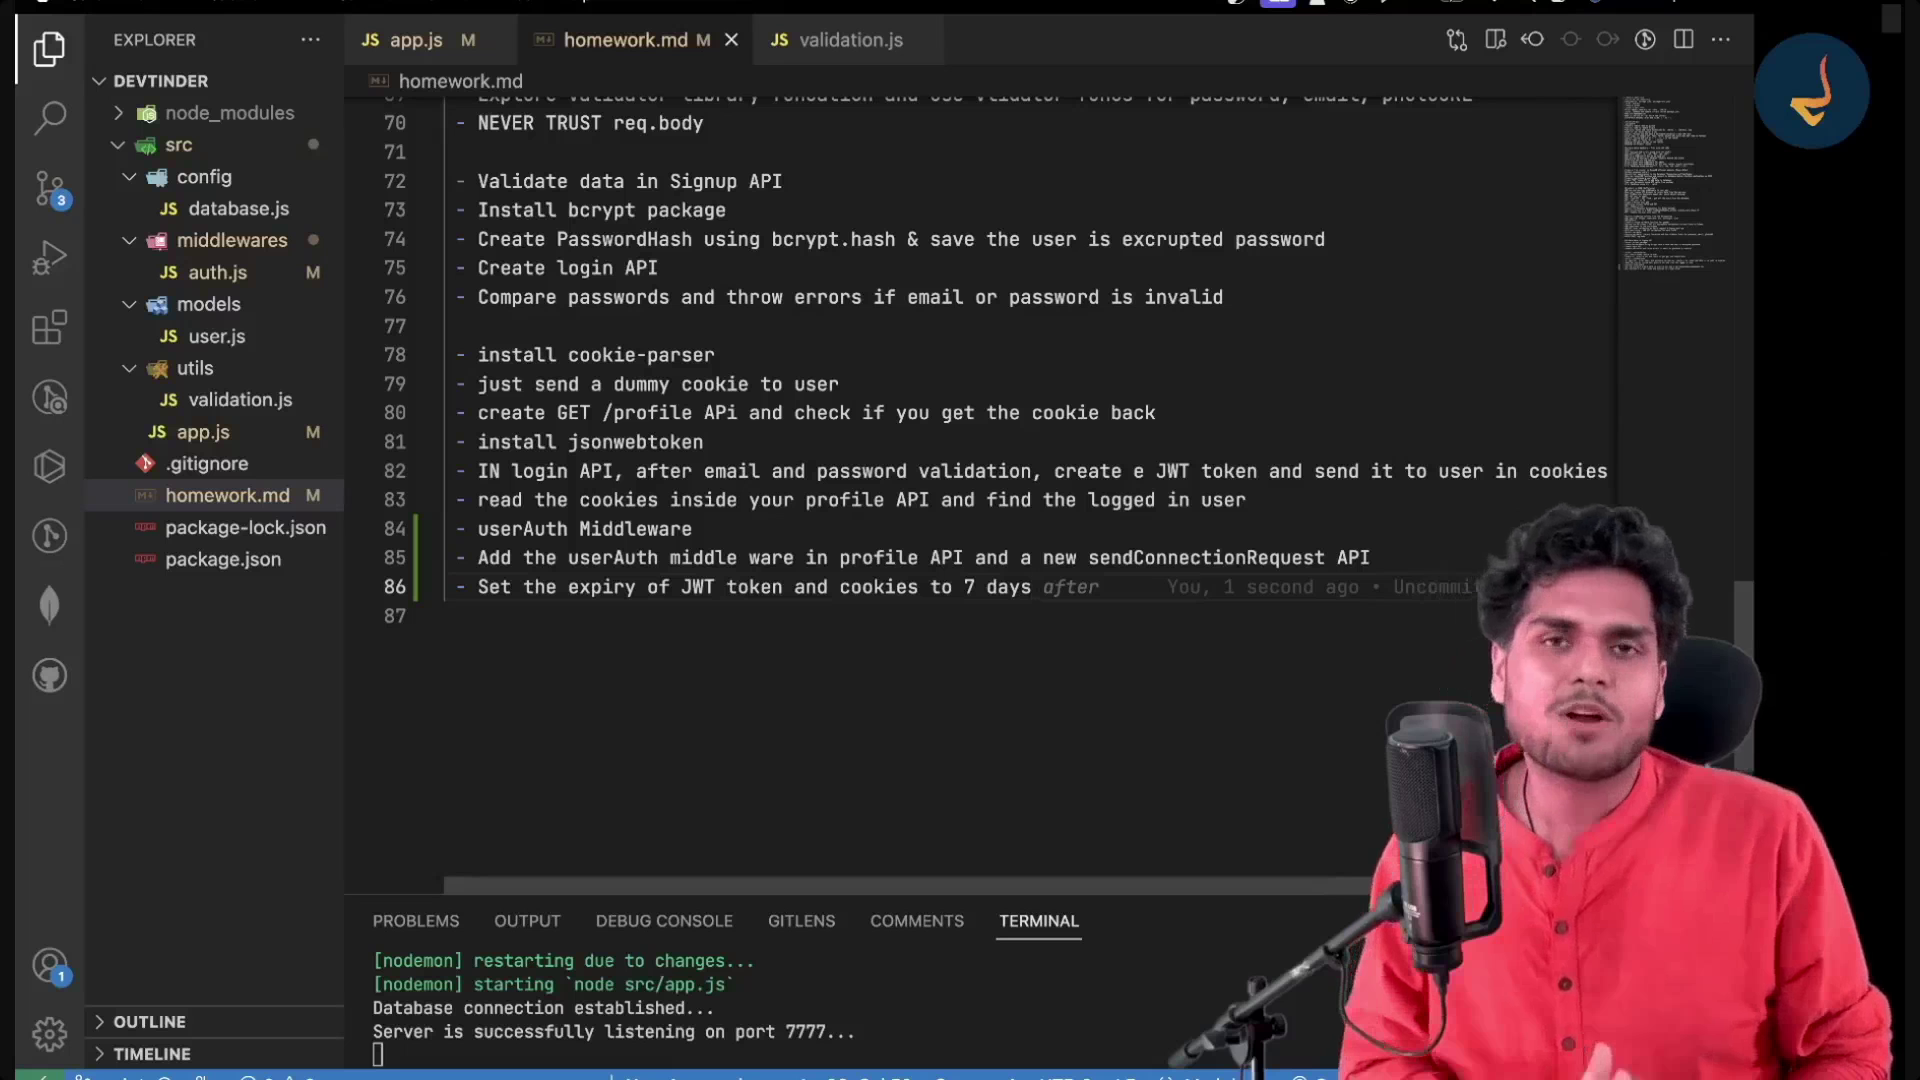 EXPLORER
DEVTINDER
node_modules
src
config
JS database.js
middlewares
JS auth.js M
models
JS user.js
utils
JS validation.js
JS app.js M
.gitignore
homework.md M
package-lock.json
package.json
OUTLINE
TIMELINE
3
1
JS app.js M
homework.md M
JS validation.js
homework.md
70 - NEVER TRUST req.body
71
72 - Validate data in Signup API
73 - Install bcrypt package
74 - Create PasswordHash using bcrypt.hash & save the user is excrupted password
75 - Create login API
76 - Compare passwords and throw errors if email or password is invalid
77
78 - install cookie-parser
79 - just send a dummy cookie to user
80 - create GET /profile APi and check if you get the cookie back
81 - install jsonwebtoken
82 - IN login API, after email and password validation, create e JWT token and send it to user in cookies
83 - read the cookies inside your profile API and find the logged in user
84 - userAuth Middleware
85 - Add the userAuth middle ware in profile API and a new sendConnectionRequest API
86 - Set the expiry of JWT token and cookies to 7 days after You, 1 second ago • Uncommit
87
PROBLEMS OUTPUT DEBUG CONSOLE GITLENS COMMENTS TERMINAL
[nodemon] restarting due to changes...
[nodemon] starting `node src/app.js`
Database connection established...
Server is successfully listening on port 7777...